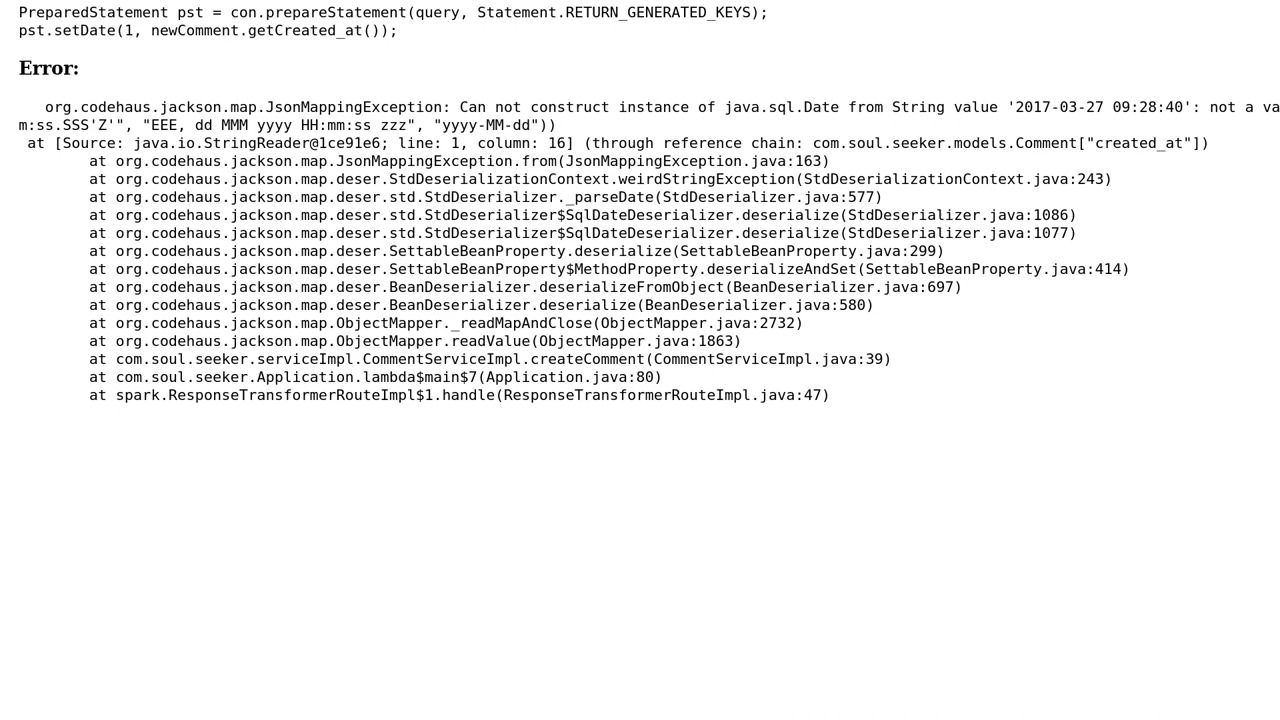 PreparedStatement pst = con.prepareStatement(query, Statement.RETURN_GENERATED_KEYS);
pst.setDate(1, newComment.getCreated_at());
Error:
org.codehaus.jackson.map.JsonMappingException: Can not construct instance of java.sql.Date from String value '2017-03-27 09:28:40': not a va
m:ss.SSS'Z'", "EEE, dd MMM yyyy HH:mm:ss zzz", "yyyy-MM-dd"))
at [Source: java.io.StringReader@1ce91e6; line: 1, column: 16] (through reference chain: com.soul.seeker.models.Comment["created_at"])
at org.codehaus.jackson.map.JsonMappingException.from(JsonMappingException.java:163)
at org.codehaus.jackson.map.deser.StdDeserializationContext.weirdStringException(StdDeserializationContext.java:243)
at org.codehaus.jackson.map.deser.std.StdDeserializer._parseDate(StdDeserializer.java:577)
at org.codehaus.jackson.map.deser.std.StdDeserializer$SqlDateDeserializer.deserialize(StdDeserializer.java:1086)
at org.codehaus.jackson.map.deser.std.StdDeserializer$SqlDateDeserializer.deserialize(StdDeserializer.java:1077)
at org.codehaus.jackson.map.deser.SettableBeanProperty.deserialize(SettableBeanProperty.java:299)
at org.codehaus.jackson.map.deser.SettableBeanProperty$MethodProperty.deserializeAndSet(SettableBeanProperty.java:414)
at org.codehaus.jackson.map.deser.BeanDeserializer.deserializeFromObject(BeanDeserializer.java:697)
at org.codehaus.jackson.map.deser.BeanDeserializer.deserialize(BeanDeserializer.java:580)
at org.codehaus.jackson.map.ObjectMapper._readMapAndClose(ObjectMapper.java:2732)
at org.codehaus.jackson.map.ObjectMapper.readValue(ObjectMapper.java:1863)
at com.soul.seeker.serviceImpl.CommentServiceImpl.createComment(CommentServiceImpl.java:39)
at com.soul.seeker.Application.lambda$main$7(Application.java:80)
at spark.ResponseTransformerRouteImpl$1.handle(ResponseTransformerRouteImpl.java:47)